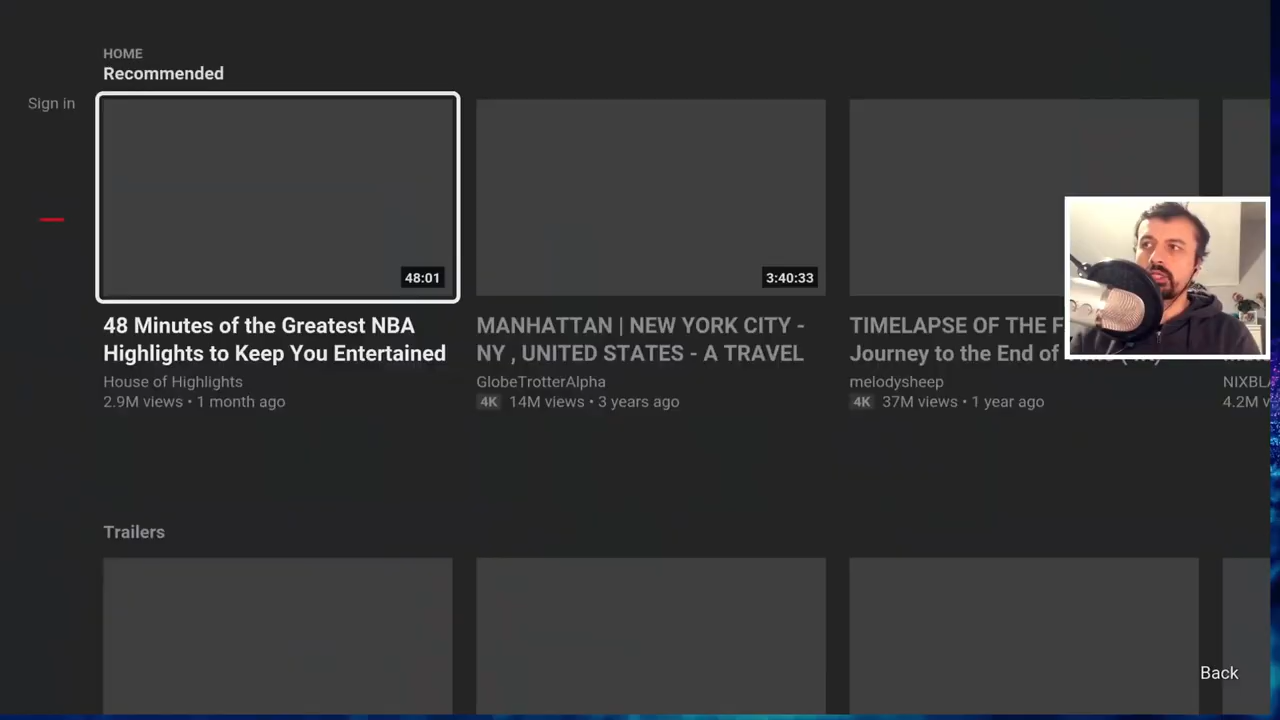 HOME
Recommended
Sign in
48:01
3:40:33
48 Minutes of the Greatest NBA
Highlights to Keep You Entertained
House of Highlights
2.9M views • 1 month ago
MANHATTAN | NEW YORK CITY -
NY , UNITED STATES - A TRAVEL
GlobeTrotterAlpha
4K 14M views • 3 years ago
TIMELAPSE OF THE F
Journey to the End of
melodysheep
4K 37M views • 1 year ago
NIXBL
4.2M v
Trailers
Back